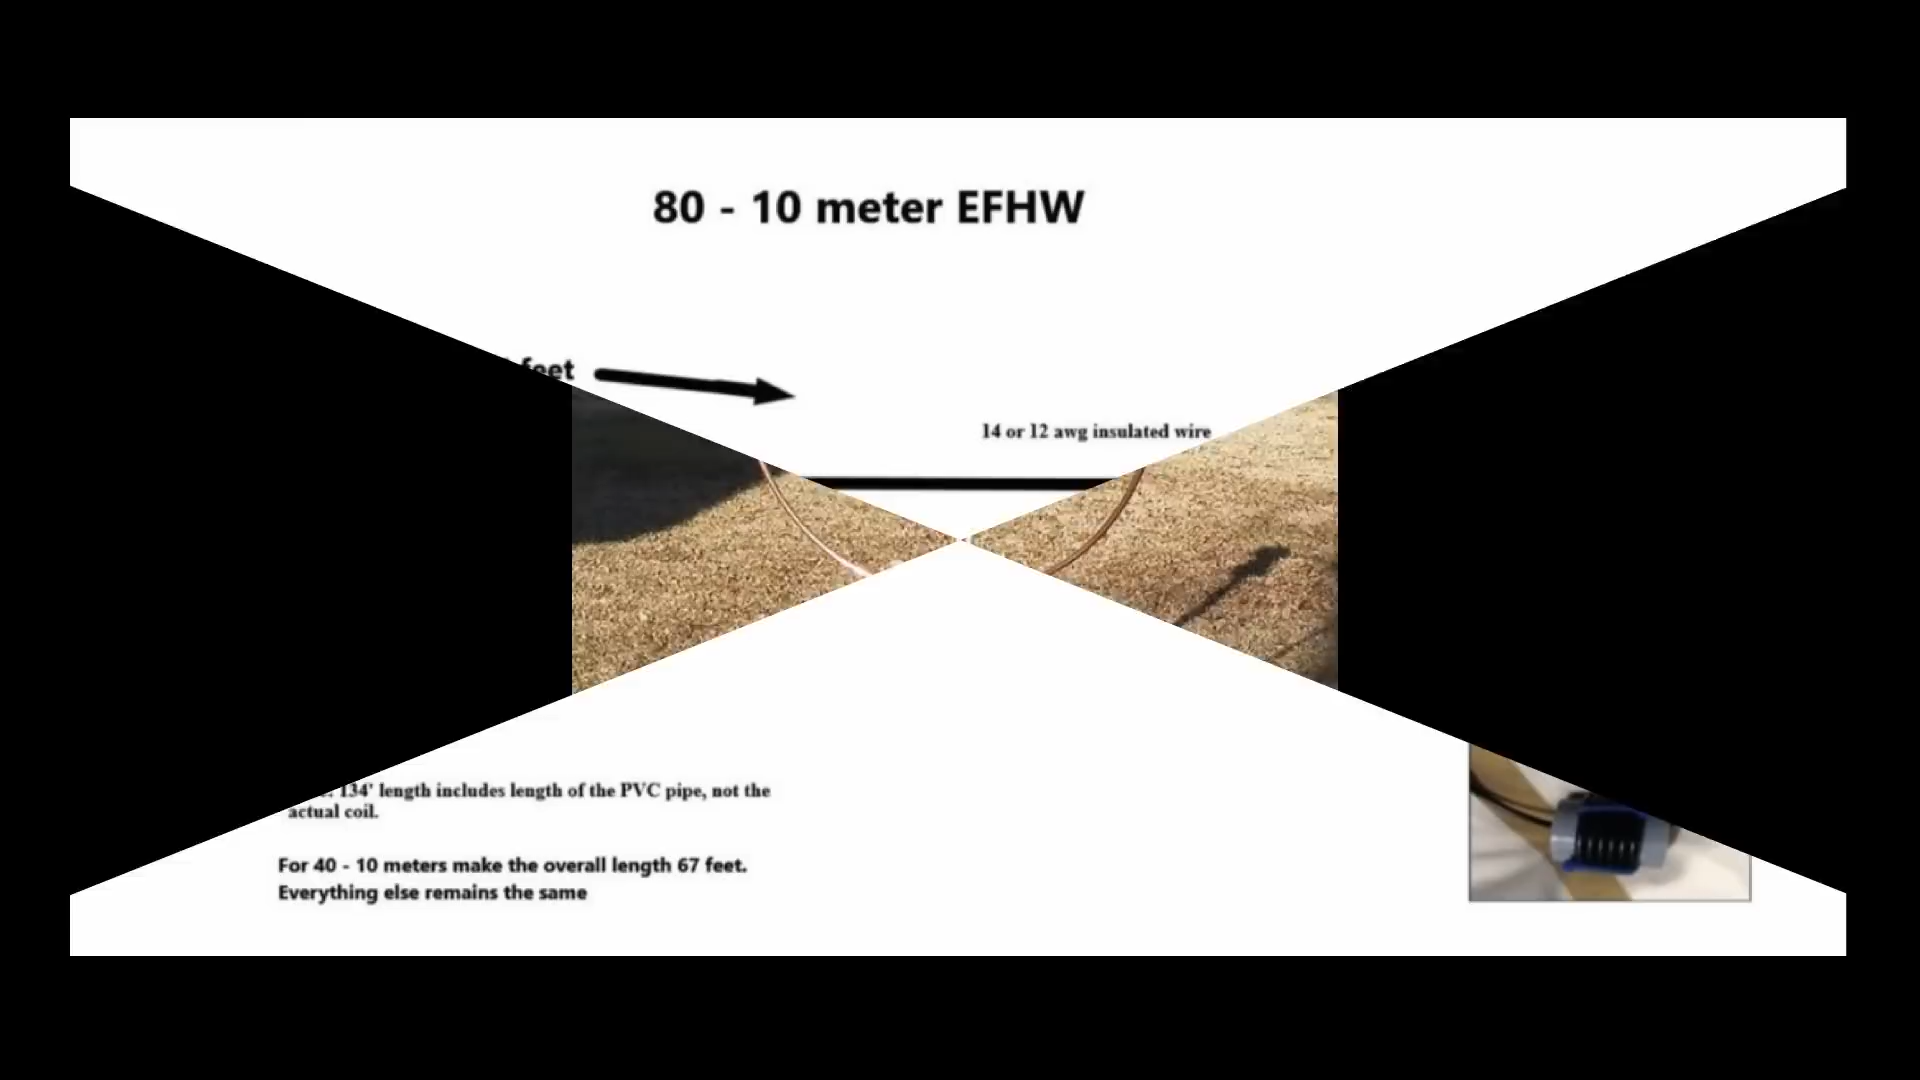 80 - 10 meter EFHW
feet
14 or 12 awg insulated wire
134' length includes length of the PVC pipe, not the
actual coil.
For 40 - 10 meters make the overall length 67 feet.
Everything else remains the same